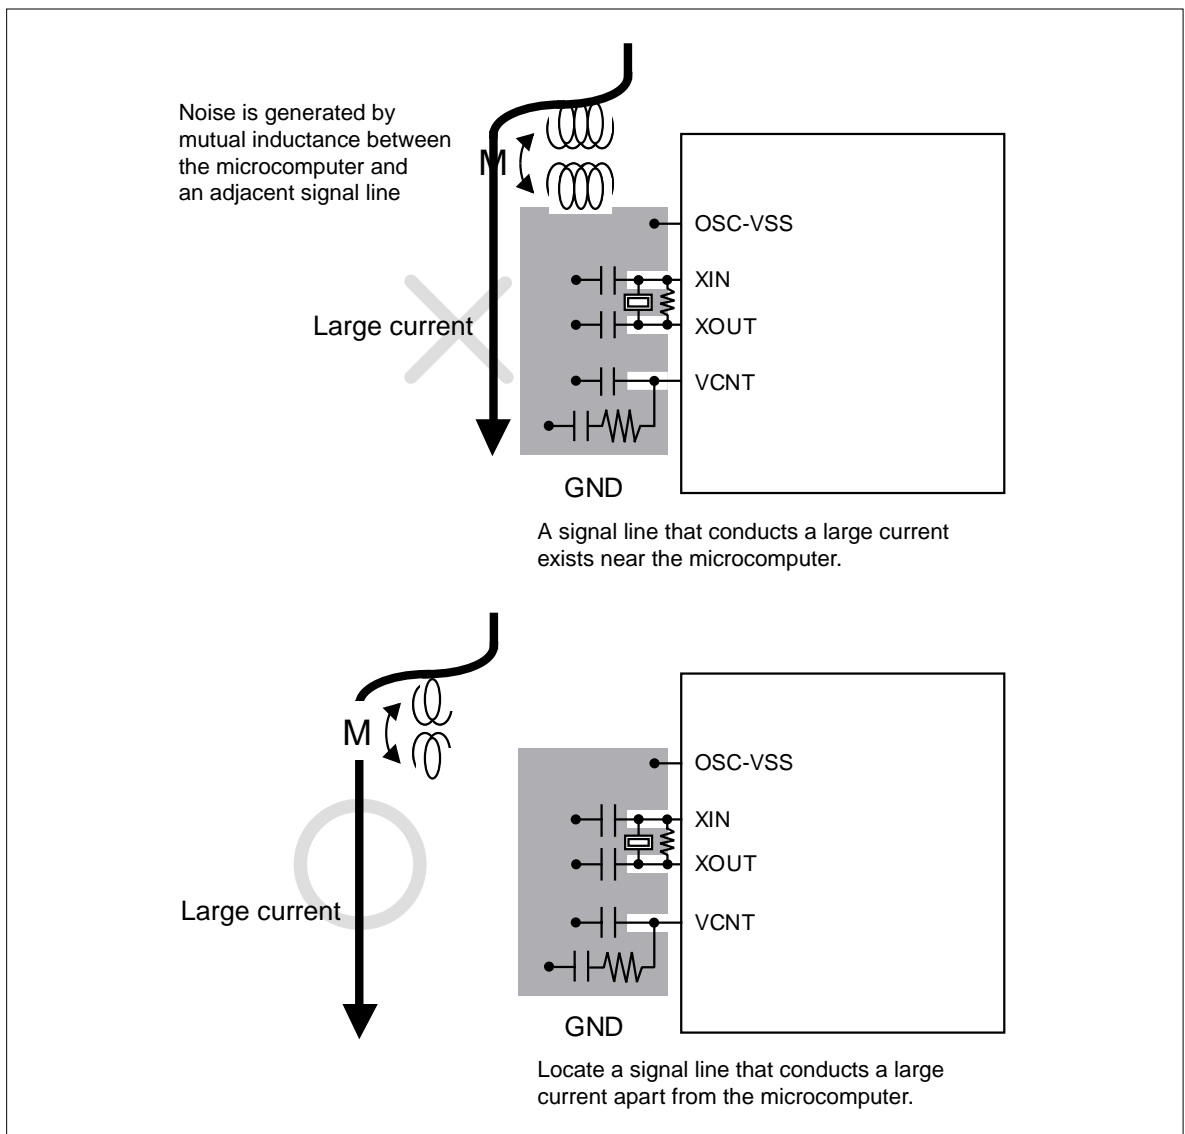 Noise is generated by
mutual inductance between
the microcomputer and
an adjacent signal line
M
OSC-VSS
XIN
Large current
XOUT
VCNT
GND
A signal line that conducts a large current
exists near the microcomputer.
M
OSC-VSS
XIN
XOUT
Large current
VCNT
GND
Locate a signal line that conducts a large
current apart from the microcomputer.